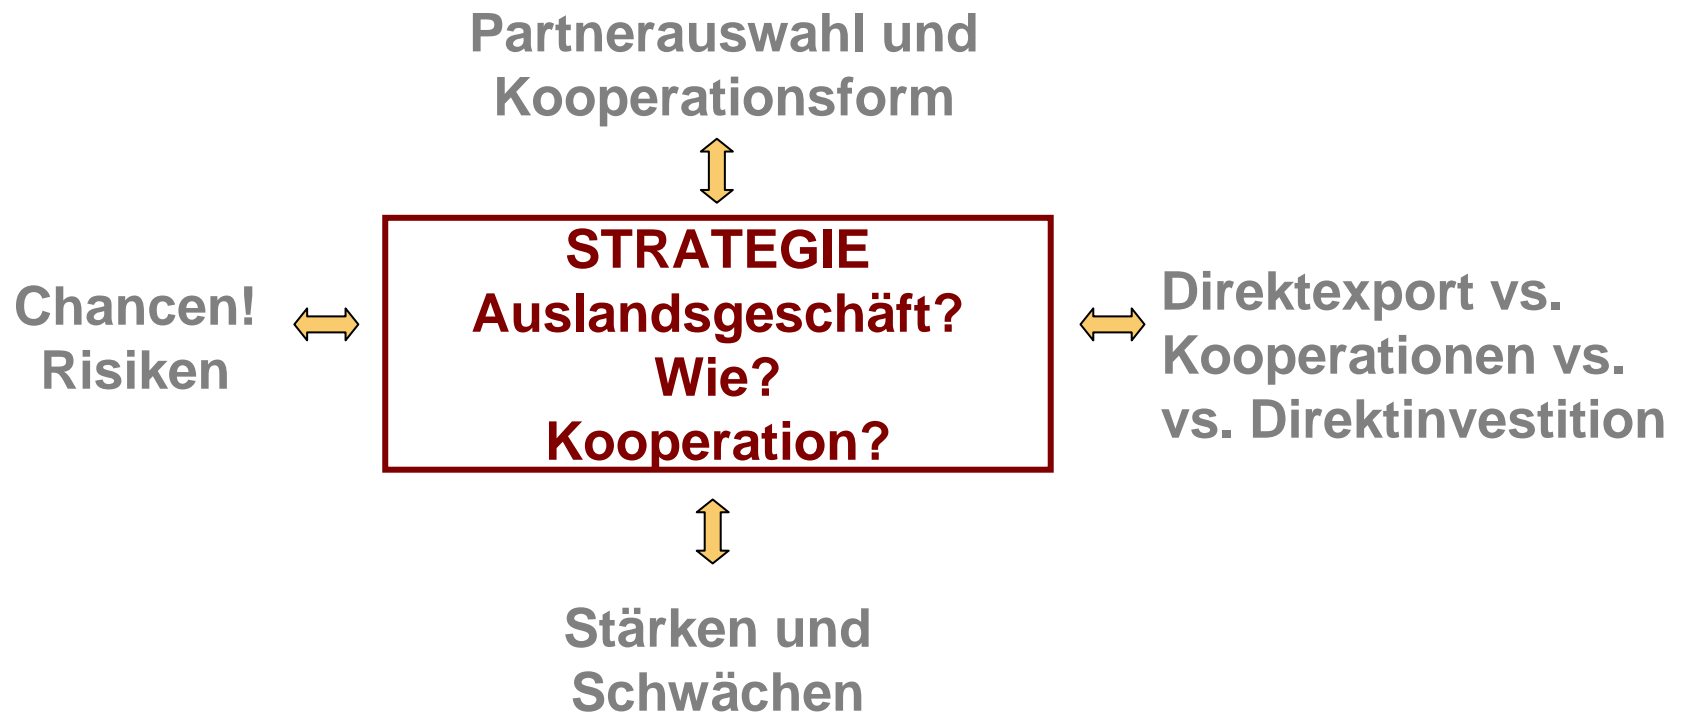 Partnerauswahl und
Kooperationsform
STRATEGIE
Auslandsgeschäft?
Wie?
Kooperation?
Chancen!
Risiken
Direktexport vs.
Kooperationen vs.
vs. Direktinvestition
Stärken und
Schwächen